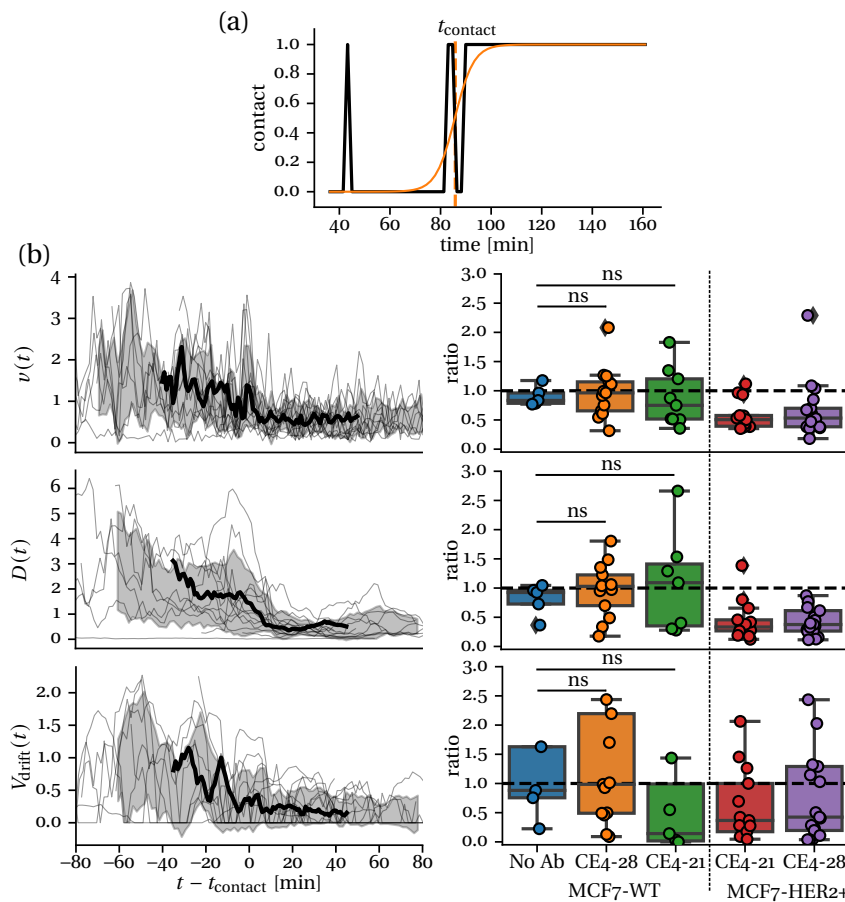 (a)
t_contact
1.0
0.8
0.6
0.4
0.2
0.0
contact
40 60 80 100 120 140 160
time [min]
(b)
4
3
2
1
0
v(t)
3.0
2.5
2.0
1.5
1.0
0.5
0.0
ratio
ns
ns
6
5
4
3
2
1
0
D(t)
3.0
2.5
2.0
1.5
1.0
0.5
0.0
ratio
ns
ns
2.0
1.5
1.0
0.5
0.0
V_drift(t)
−80 −60 −40 −20 0 20 40 60 80
t − t_contact [min]
3.0
2.5
2.0
1.5
1.0
0.5
0.0
ratio
ns
ns
No Ab CE4-28 CE4-21 CE4-21 CE4-28
MCF7-WT MCF7-HER2+